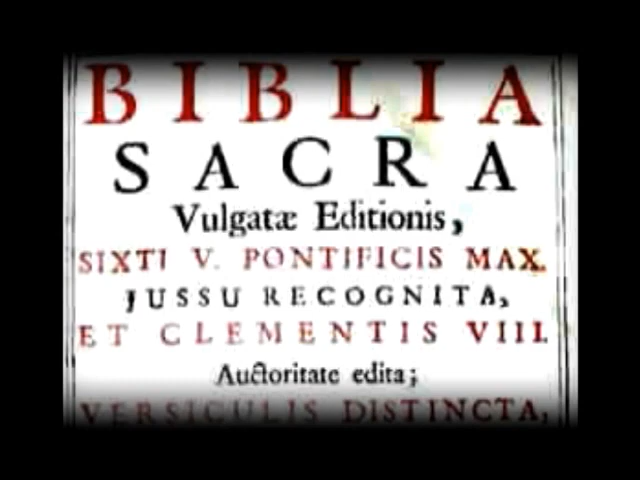 BIBLIA
SACRA
Vulgatæ Editionis,
SIXTI V. PONTIFICIS MAX.
JUSSU RECOGNITA,
ET CLEMENTIS VIII.
Auctoritate edita;
VERSICULIS DISTINCTA,